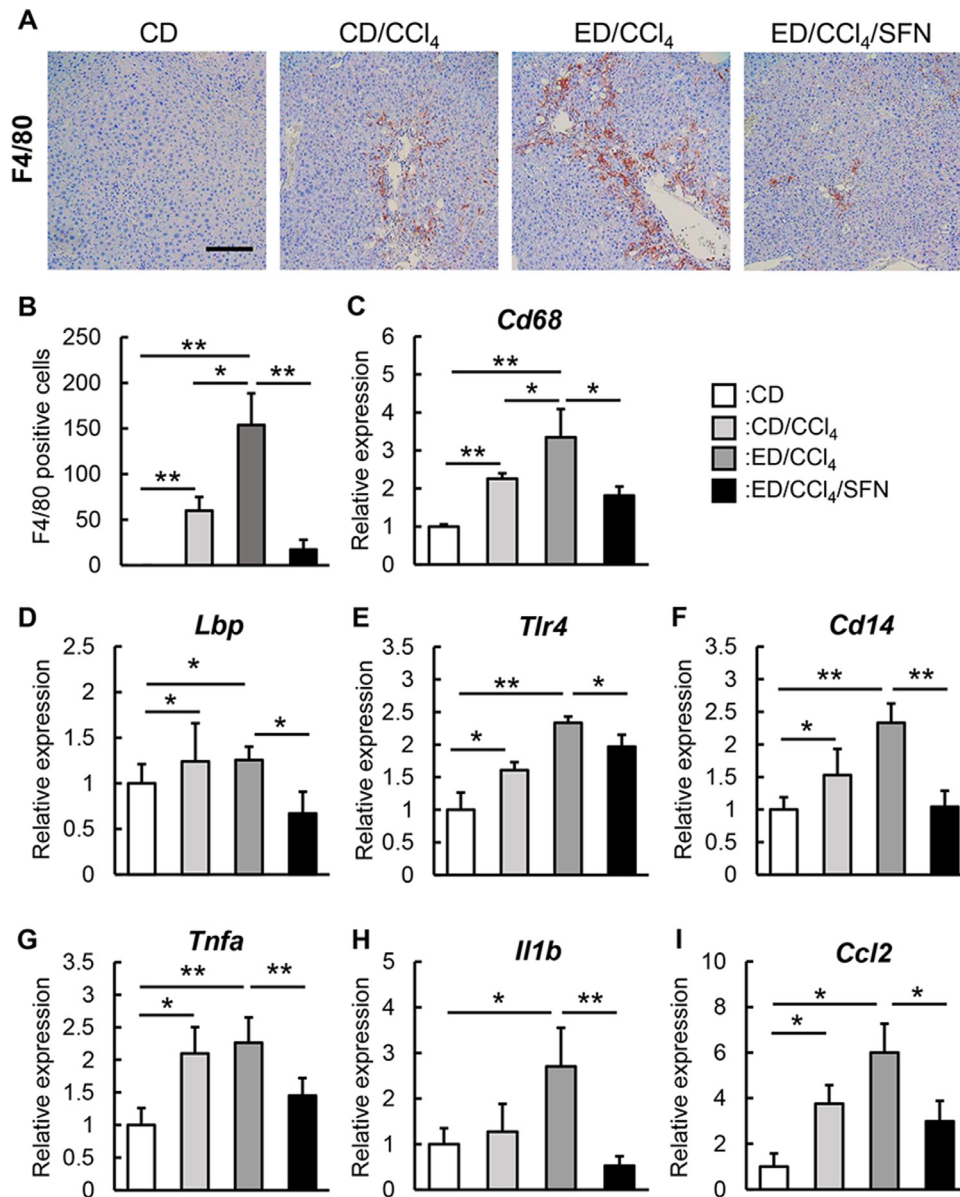 A
CD
CD/CCl4
ED/CCl4
ED/CCl4/SFN
F4/80
B
F4/80 positive cells
250
200
150
100
50
0
**
*
**
**
C
Cd68
Relative expression
6
5
4
3
2
1
0
**
*
*
**
:CD
:CD/CCl4
:ED/CCl4
:ED/CCl4/SFN
D
Lbp
Relative expression
2.5
2
1.5
1
0.5
0
*
*
*
E
Tlr4
Relative expression
3
2.5
2
1.5
1
0.5
0
**
*
*
F
Cd14
Relative expression
3
2.5
2
1.5
1
0.5
0
**
**
*
G
Tnfa
Relative expression
3.5
3
2.5
2
1.5
1
0.5
0
**
**
*
H
Il1b
Relative expression
5
4
3
2
1
0
*
**
I
Ccl2
Relative expression
10
8
6
4
2
0
*
*
*